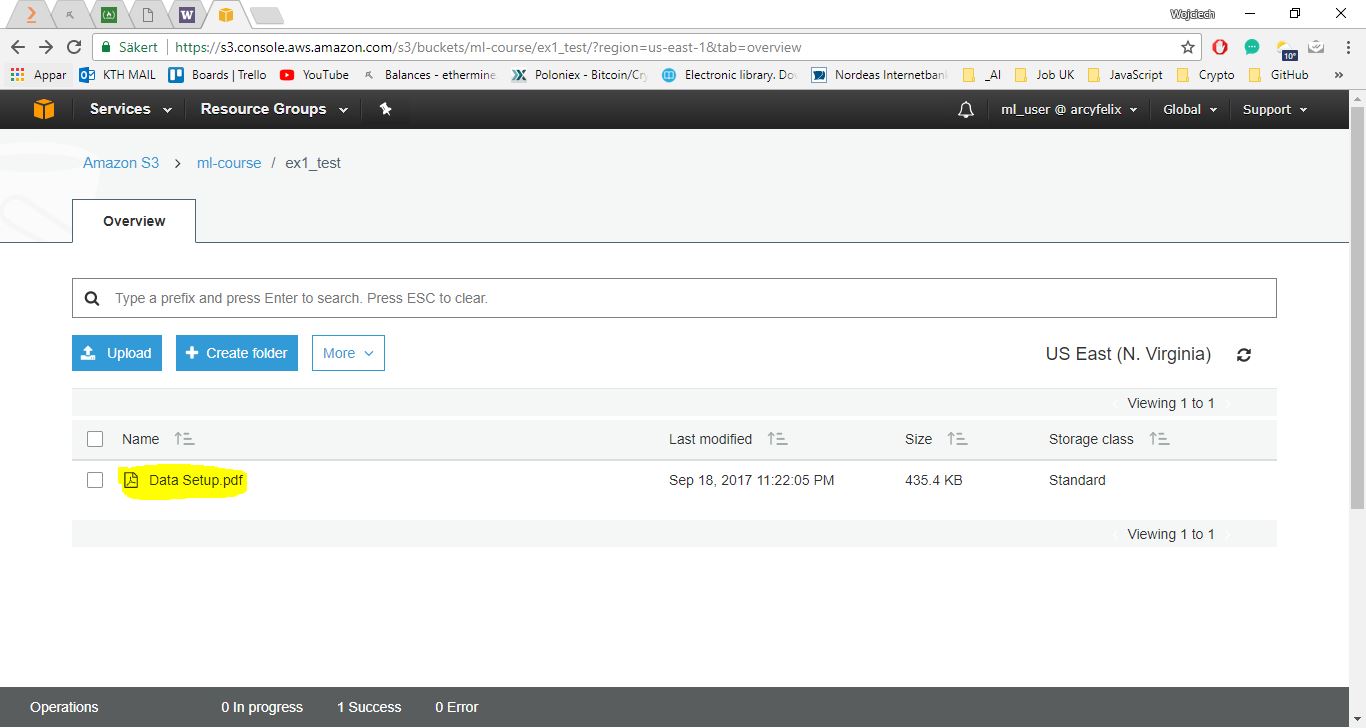 Wojciech
Säkert https://s3.console.aws.amazon.com/s3/buckets/ml-course/ex1_test/?region=us-east-1&tab=overview
10°
Appar KTH MAIL Boards | Trello YouTube Balances - ethermine Poloniex - Bitcoin/Cry Electronic library. Do Nordeas Internetbank _AI Job UK JavaScript Crypto GitHub »
Services Resource Groups ml_user @ arcyfelix Global Support
Amazon S3 > ml-course / ex1_test
Overview
Type a prefix and press Enter to search. Press ESC to clear.
Upload Create folder More US East (N. Virginia)
Viewing 1 to 1
Name Last modified Size Storage class
Data Setup.pdf Sep 18, 2017 11:22:05 PM 435.4 KB Standard
Viewing 1 to 1
Operations 0 In progress 1 Success 0 Error